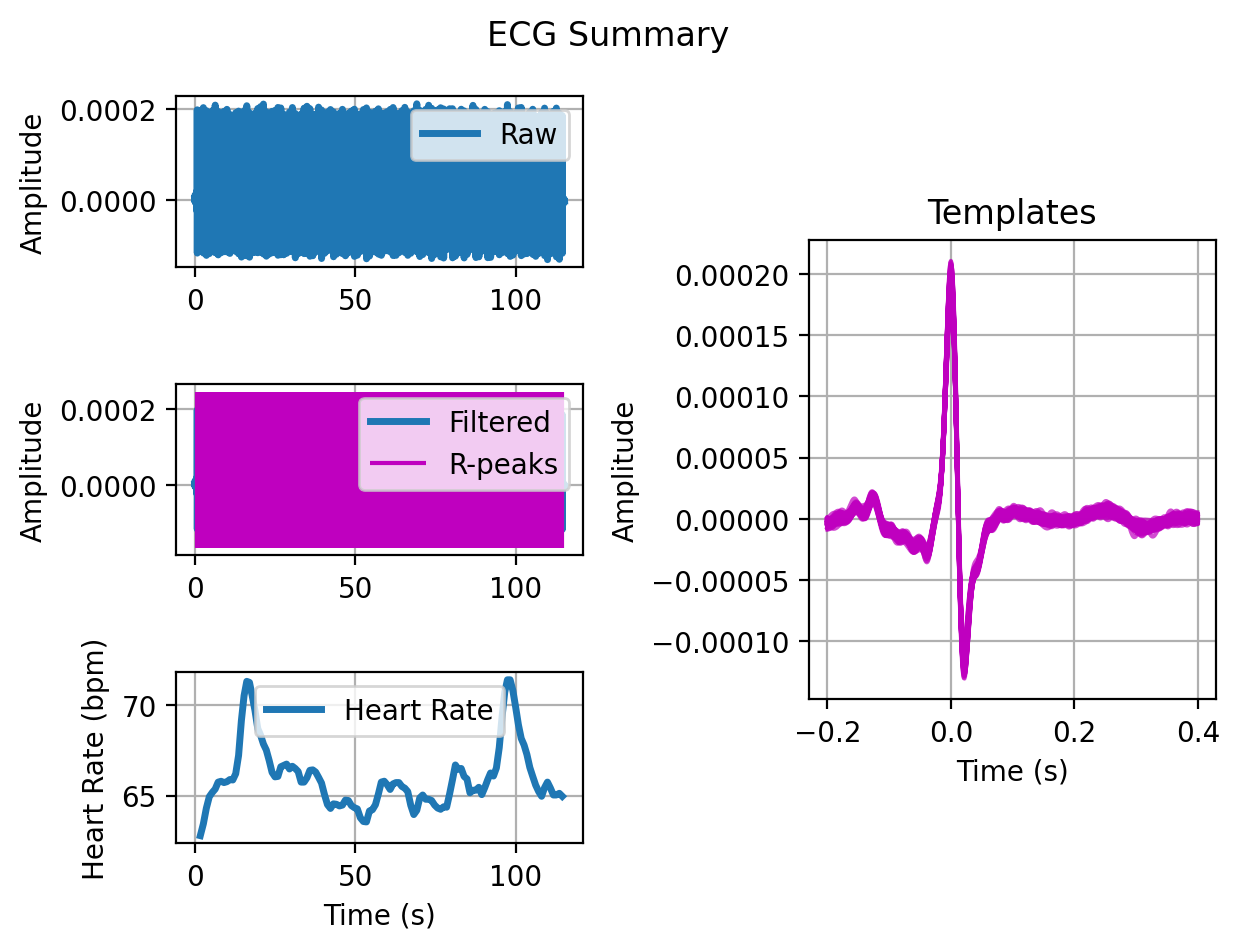 ECG Summary
Amplitude
0.0002
0.0000
Raw
0
50
100
Amplitude
0.0002
0.0000
Filtered
R-peaks
0
50
100
Heart Rate (bpm)
70
65
Heart Rate
0
50
100
Time (s)
Templates
Amplitude
0.00020
0.00015
0.00010
0.00005
0.00000
−0.00005
−0.00010
−0.2
0.0
0.2
0.4
Time (s)